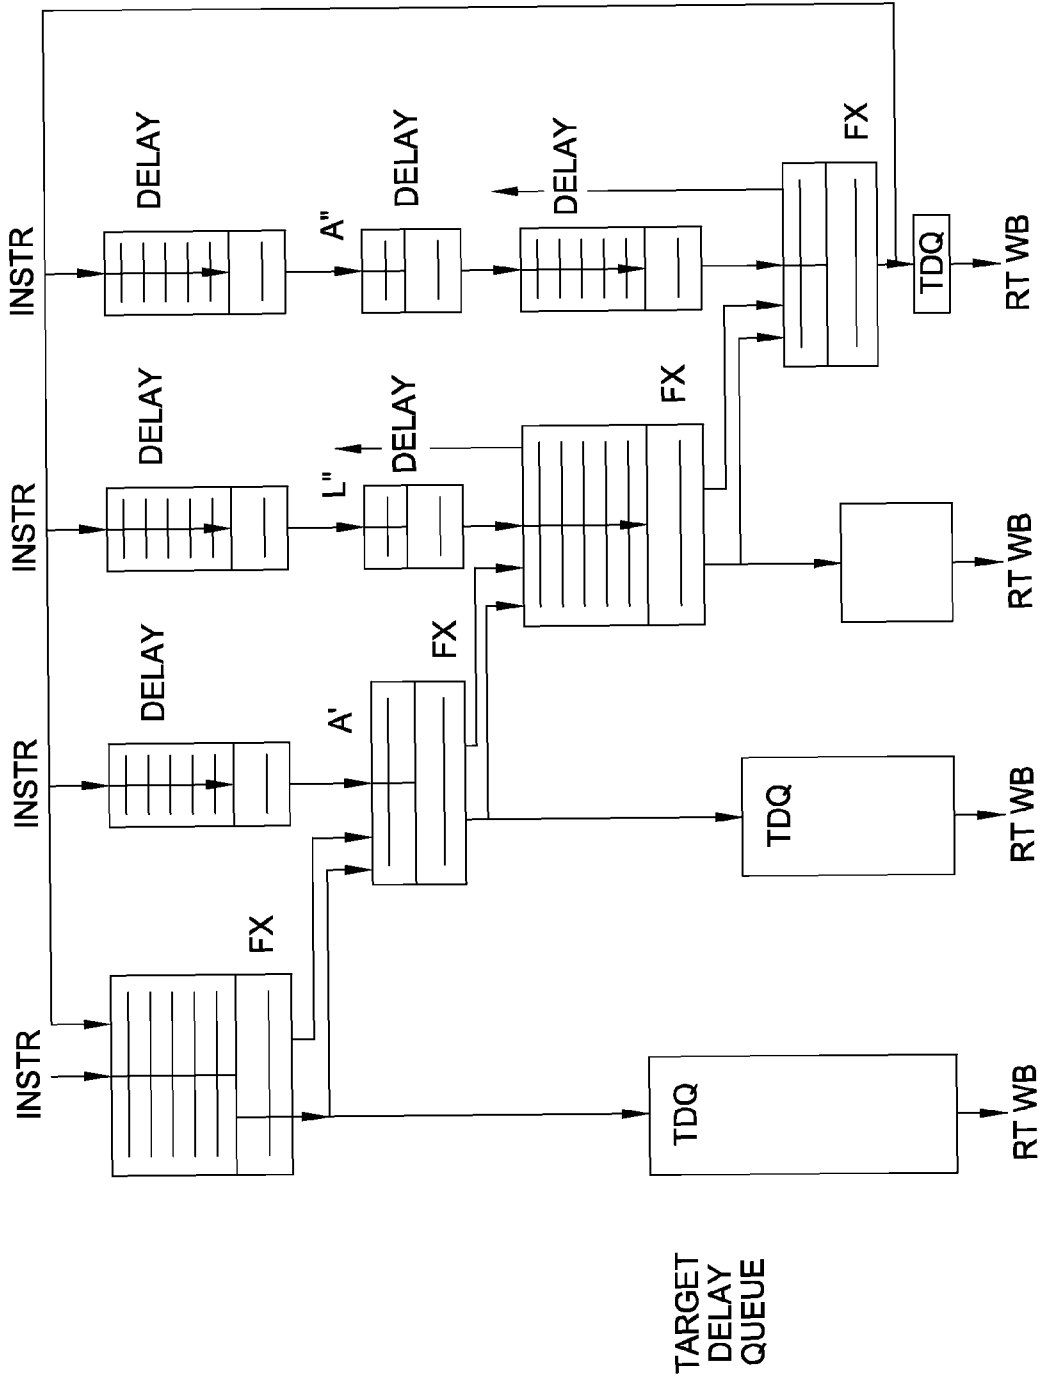 INSTR
INSTR
INSTR
INSTR
DELAY
DELAY
DELAY
FX
A'
L"
A"
DELAY
DELAY
FX
FX
DELAY
FX
TARGET
DELAY
QUEUE
TDQ
TDQ
TDQ
RT WB
RT WB
RT WB
RT WB